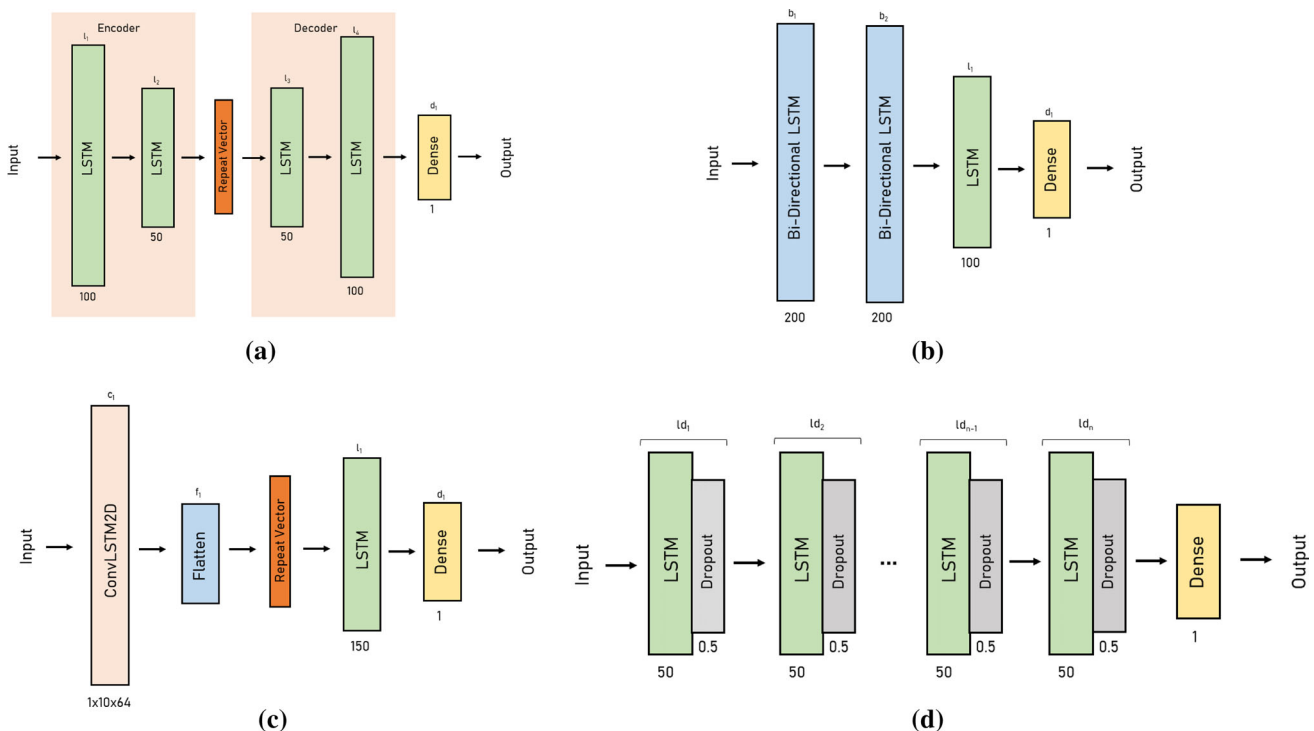 Encoder
Decoder
l₁
l₂
l₃
l₄
d₁
Input
LSTM
LSTM
Repeat Vector
LSTM
LSTM
Dense
Output
100
50
50
100
1
(a)
b₁
b₂
l₁
d₁
Input
Bi-Directional LSTM
Bi-Directional LSTM
LSTM
Dense
Output
200
200
100
1
(b)
c₁
f₁
l₁
d₁
Input
ConvLSTM2D
Flatten
Repeat Vector
LSTM
Dense
Output
1x10x64
150
1
(c)
ld₁
ld₂
ldₙ₋₁
ldₙ
Input
LSTM
Dropout
LSTM
Dropout
...
LSTM
Dropout
LSTM
Dropout
Dense
Output
50
0.5
50
0.5
50
0.5
50
0.5
1
(d)